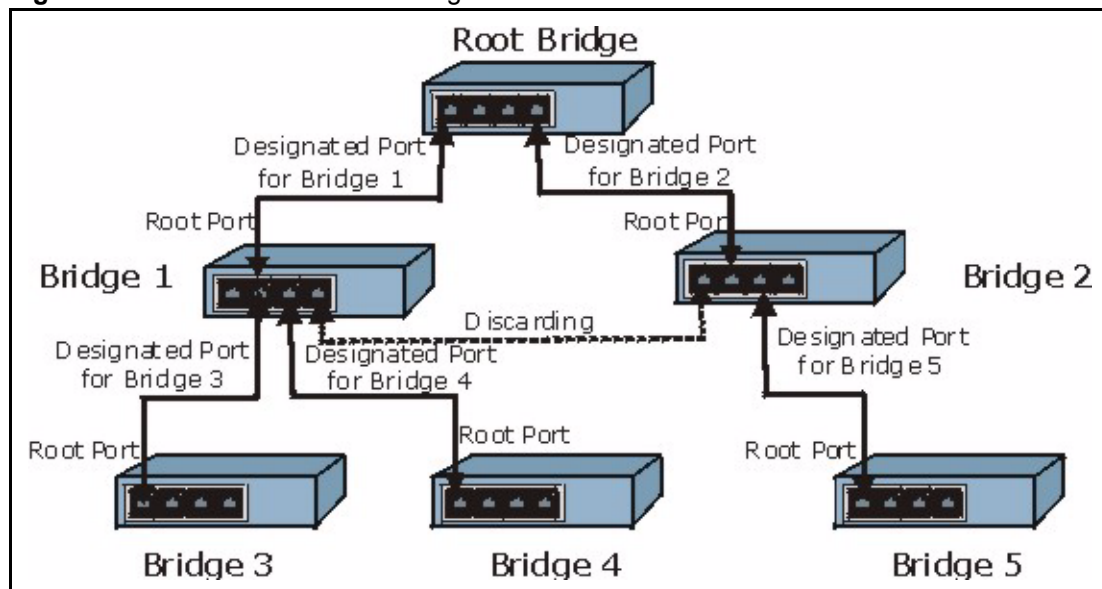 Root Bridge
Designated Port
for Bridge 1
Designated Port
for Bridge 2
Root Port
Root Por
Bridge 1
Bridge 2
Discarding
Designated Port
for Bridge 3
Designated Port
for Bridge 4
Designated Port
for Bridge 5
Root Port
Root Port
Root Port
Bridge 3
Bridge 4
Bridge 5